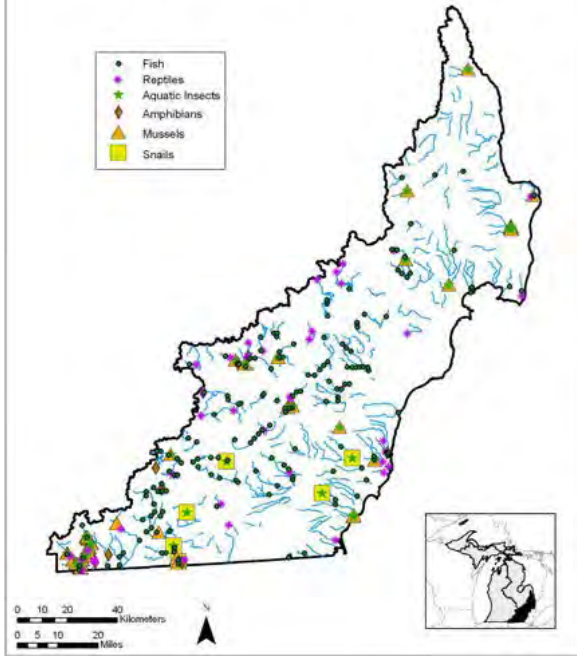 Fish
Reptiles
Aquatic Insects
Amphibians
Mussels
Snails
0 10 20 40
Kilometers
0 5 10 20
Miles